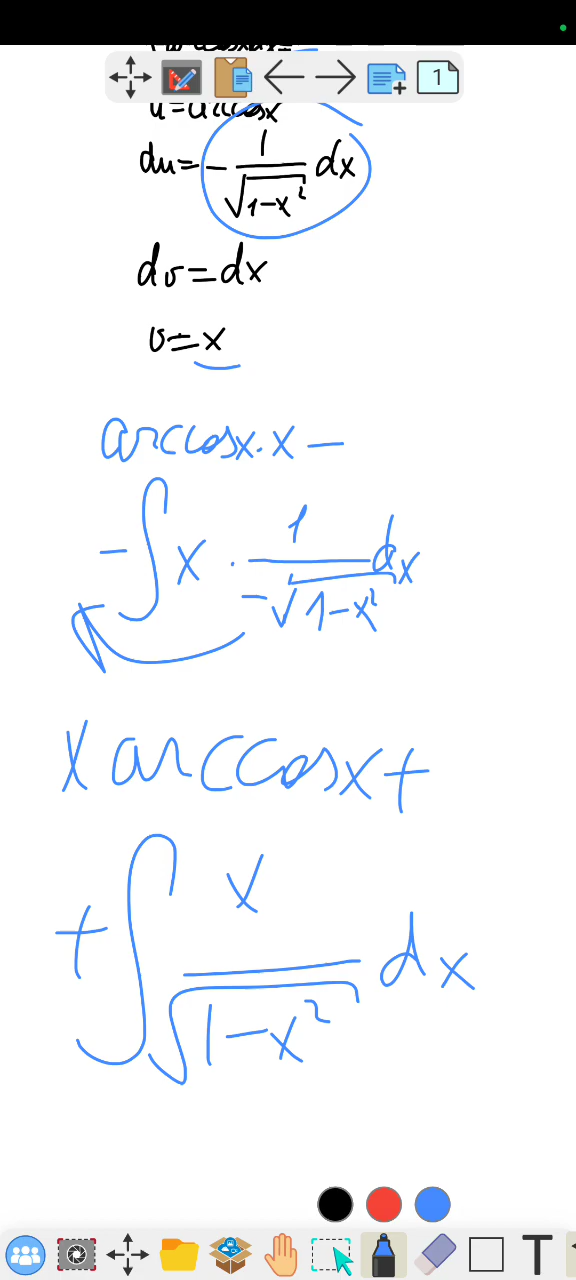 1
u=arccosx
du=-1/√(1-x²) dx
dv=dx
v=x
arccosx·x-
-∫x·1/-√(1-x²) dx
x arccosx+
+∫x/√(1-x²) dx
T